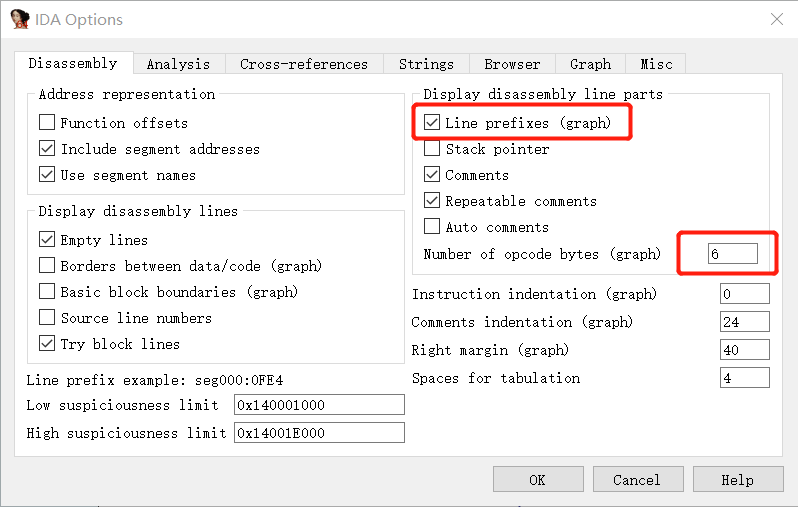 IDA Options
Disassembly Analysis Cross-references Strings Browser Graph Misc
Address representation
Function offsets
Include segment addresses
Use segment names
Display disassembly lines
Empty lines
Borders between data/code (graph)
Basic block boundaries (graph)
Source line numbers
Try block lines
Line prefix example: seg000:0FE4
Low suspiciousness limit 0x140001000
High suspiciousness limit 0x14001E000
Display disassembly line parts
Line prefixes (graph)
Stack pointer
Comments
Repeatable comments
Auto comments
Number of opcode bytes (graph) 6
Instruction indentation (graph) 0
Comments indentation (graph) 24
Right margin (graph) 40
Spaces for tabulation 4
OK Cancel Help